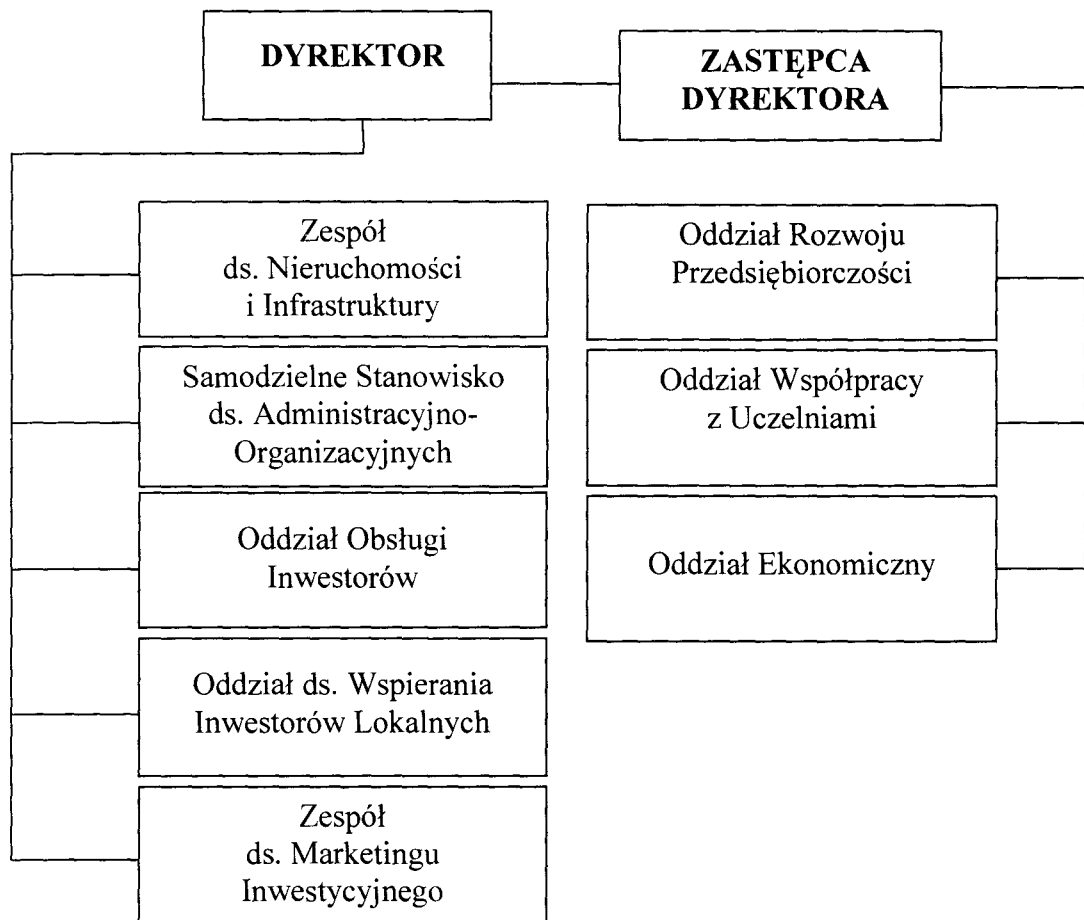 DYREKTOR
ZASTĘPCA
DYREKTORA
Zespół
ds. Nieruchomości
i Infrastruktury
Samodzielne Stanowisko
ds. Administracyjno-
Organizacyjnych
Oddział Obsługi
Inwestorów
Oddział ds. Wspierania
Inwestorów Lokalnych
Zespół
ds. Marketingu
Inwestycyjnego
Oddział Rozwoju
Przedsiębiorczości
Oddział Współpracy
z Uczelniami
Oddział Ekonomiczny